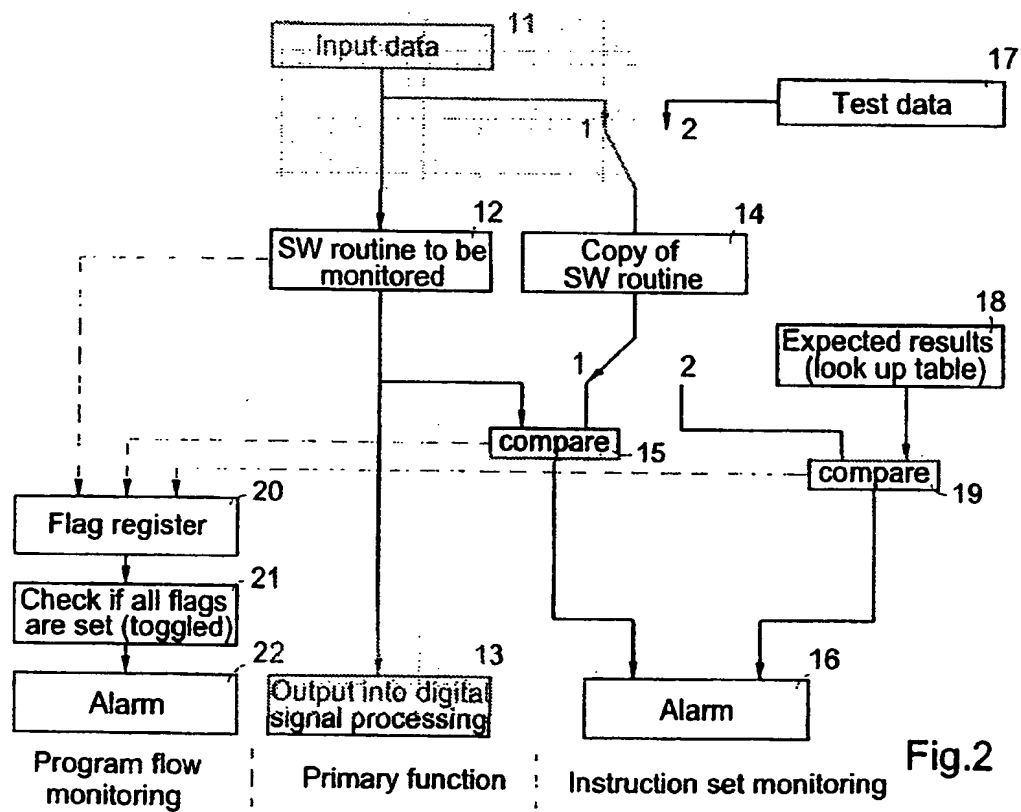 11
Input data
17
Test data
1
2
12
SW routine to be
monitored
14
Copy of
SW routine
18
Expected results
(look up table)
1
2
compare
15
compare
19
20
Flag register
21
Check if all flags
are set (toggled)
22
Alarm
13
Output into digital
signal processing
16
Alarm
Program flow
monitoring
Primary function
Instruction set monitoring
Fig.2